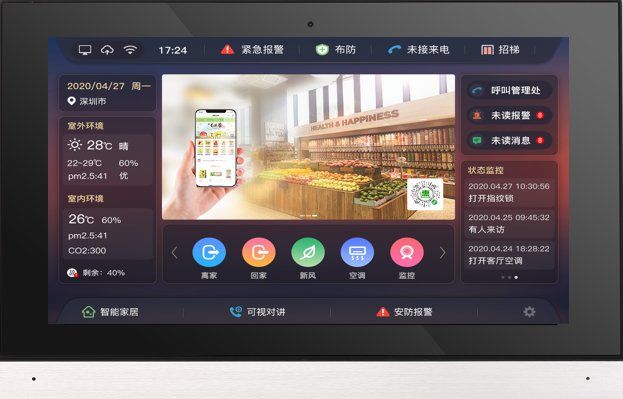 17:24
紧急报警
布防
未接来电
招梯
2020/04/27 周一
深圳市
室外环境
28℃ 晴
22~29℃ 60%
pm2.5:41 优
室内环境
26℃ 60%
pm2.5:41
CO2:300
剩余：40%
HEALTH & HAPPINESS
离家
回家
新风
空调
监控
呼叫管理处
未读报警 8
未读消息 8
状态监控
2020.04.27 10:30:56
打开指纹锁
2020.04.25 09:45:32
有人来访
2020.04.24 18:28:22
打开客厅空调
智能家居
可视对讲
安防报警